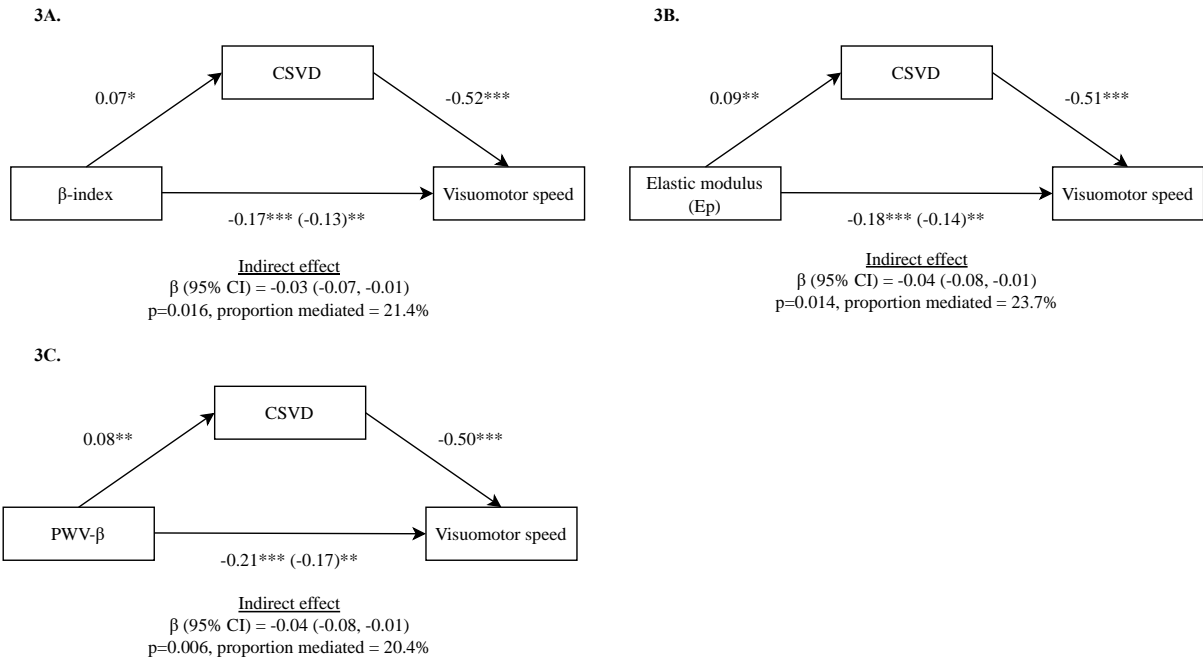 3A.
CSVD
0.07*
-0.52***
β-index
Visuomotor speed
-0.17*** (-0.13)**
Indirect effect
β (95% CI) = -0.03 (-0.07, -0.01)
p=0.016, proportion mediated = 21.4%
3B.
CSVD
0.09**
-0.51***
Elastic modulus
(Ep)
Visuomotor speed
-0.18*** (-0.14)**
Indirect effect
β (95% CI) = -0.04 (-0.08, -0.01)
p=0.014, proportion mediated = 23.7%
3C.
CSVD
0.08**
-0.50***
PWV-β
Visuomotor speed
-0.21*** (-0.17)**
Indirect effect
β (95% CI) = -0.04 (-0.08, -0.01)
p=0.006, proportion mediated = 20.4%